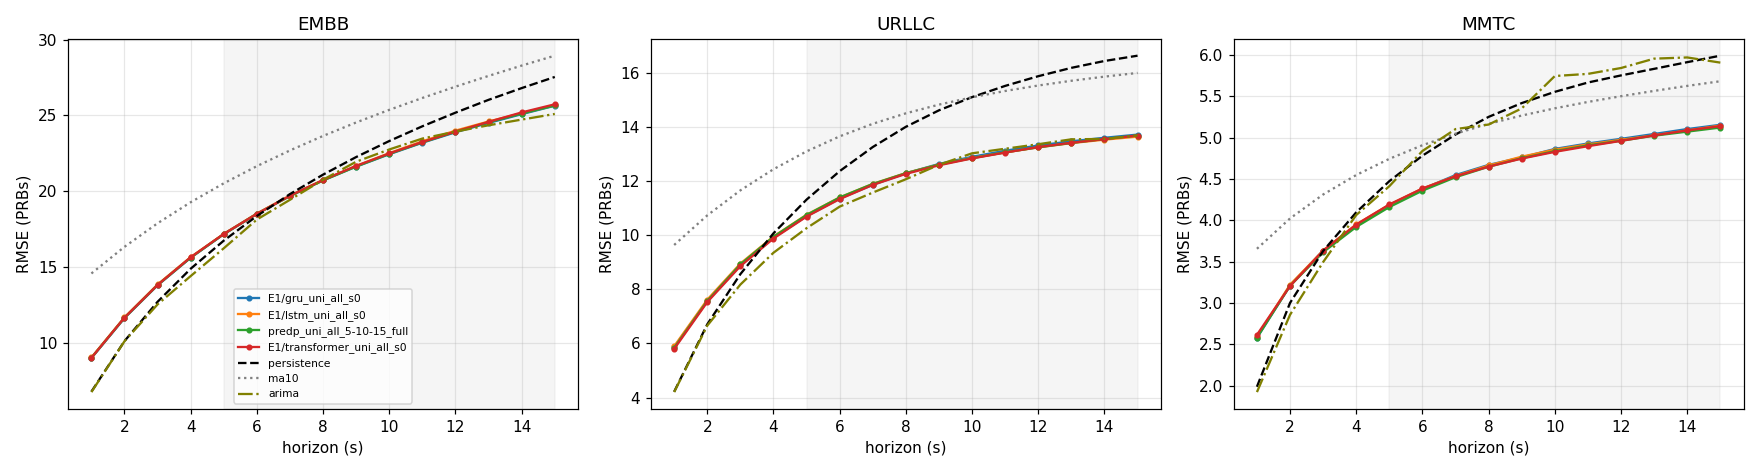 EMBB
30
25
20
15
10
RMSE (PRBs)
E1/gru_uni_all_s0
E1/lstm_uni_all_s0
predp_uni_all_5-10-15_full
E1/transformer_uni_all_s0
persistence
ma10
arima
2 4 6 8 10 12 14
horizon (s)
URLLC
16
14
12
10
8
6
4
RMSE (PRBs)
2 4 6 8 10 12 14
horizon (s)
MMTC
6.0
5.5
5.0
4.5
4.0
3.5
3.0
2.5
2.0
RMSE (PRBs)
2 4 6 8 10 12 14
horizon (s)